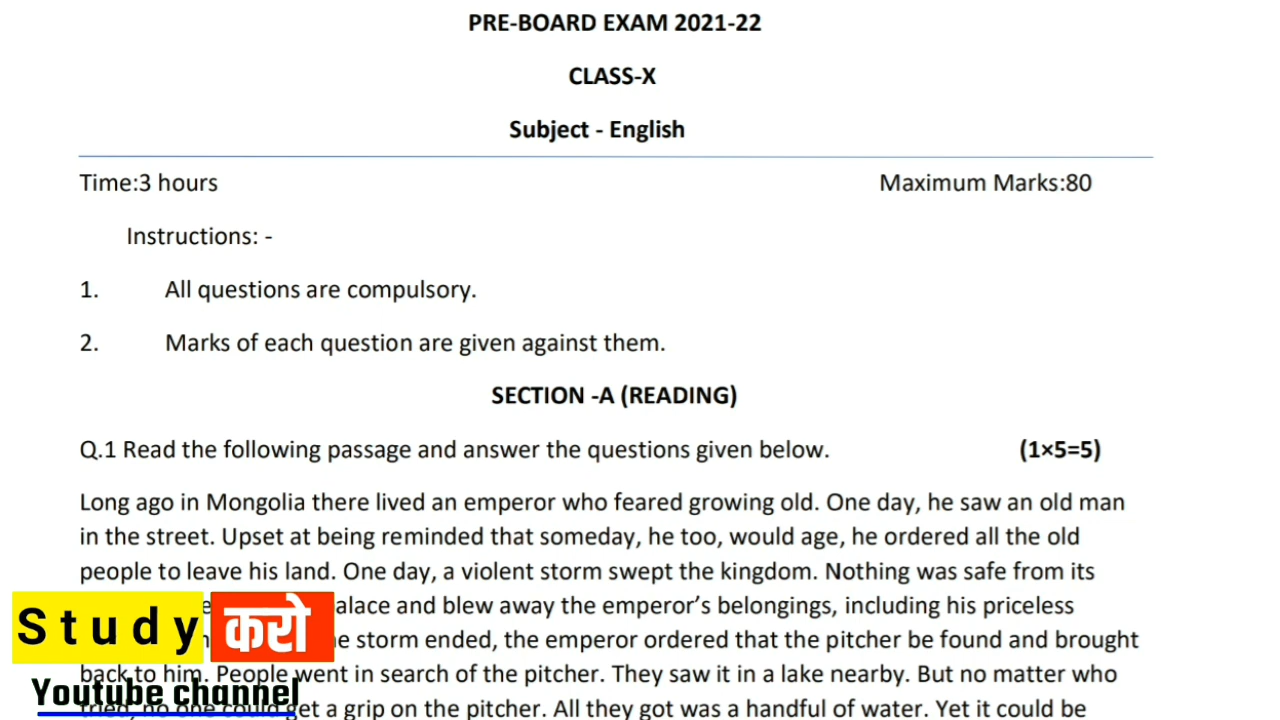 PRE-BOARD EXAM 2021-22
CLASS-X
Subject - English
Time:3 hours Maximum Marks:80
Instructions: -
1. All questions are compulsory.
2. Marks of each question are given against them.
SECTION -A (READING)
Q.1 Read the following passage and answer the questions given below. (1×5=5)
Long ago in Mongolia there lived an emperor who feared growing old. One day, he saw an old man
in the street. Upset at being reminded that someday, he too, would age, he ordered all the old
people to leave his land. One day, a violent storm swept the kingdom. Nothing was safe from its
and blew away the emperor's belongings, including his priceless
Study करो
storm ended, the emperor ordered that the pitcher be found and brought
back to him. People went in search of the pitcher. They saw it in a lake nearby. But no matter who
Youtube channel
tried, no one could get a grip on the pitcher. All they got was a handful of water. Yet it could be